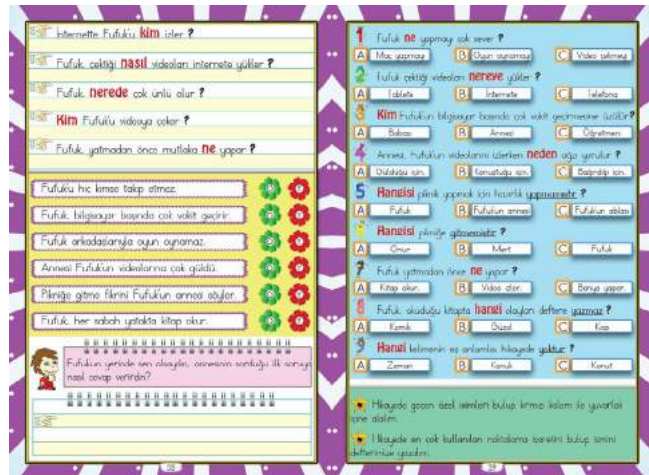 İnternette Fufuk'u kim izler ?
Fufuk, çektiği nasıl videoları internete yükler ?
Fufuk, nerede çok ünlü olur ?
Kim Fufuk'u videoya çeker ?
Fufuk, yatmadan önce mutlaka ne yapar ?
Fufuk'u hiç kimse takip etmez.
Fufuk, bilgisayar başında çok vakit geçirir.
Fufuk arkadaşlarıyla oyun oynamaz.
Annesi Fufuk'un videolarına çok güldü.
Pikniğe gitme fikrini Fufuk'un annesi söyler.
Fufuk, her sabah yatakta kitap okur.
Fufuk'un yerinde sen olsaydın, annesinin sorduğu ilk soruya
nasıl cevap verirdin?
1 Fufuk ne yapmayı çok sever ?
A Maç yapmayı B Oyun oynamayı C Video çekmeyi
2 Fufuk çektiği videoları nereye yükler ?
A Tablete B İnternete C Telefona
3 Kim Fufuk'un bilgisayar başında çok vakit geçirmesine üzülür?
A Babası B Annesi C Öğretmeni
4 Annesi, Fufuk'un videolarını izlerken neden ağzı yorulur ?
A Güldüğü için. B Konuştuğu için. C Bağırdığı için.
5 Hangisi piknik yapmak için hazırlık yapmamıştır ?
A Fufuk B Fufuk'un annesi C Fufuk'un ablası
6 Hangisi pikniğe gitmemiştir ?
A Onur B Mert C Fufuk
7 Fufuk yatmadan önce ne yapar ?
A Kitap okur. B Video izler. C Banyo yapar.
8 Fufuk, okuduğu kitapta hangi olayları deftere yazmaz ?
A Komik B Güzel C Kısa
9 Hangi kelimenin eş anlamlısı hikayede yoktur ?
A Zaman B Konuk C Konut
Hikayede geçen özel isimleri bulup kırmızı kalem ile yuvarlak
içine alalım.
Hikayede en çok kullanılan noktalama işaretini bulup ismini
defterimize yazalım.